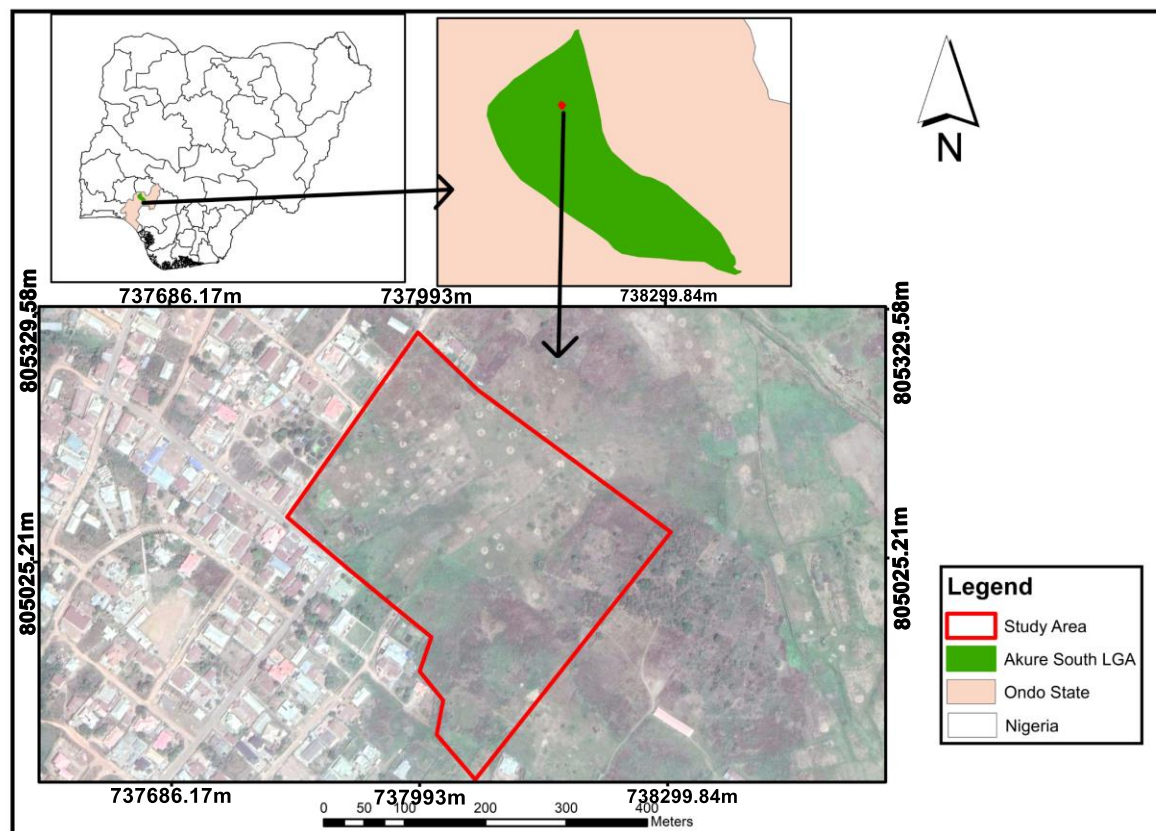 N
737686.17m 737993m 738299.84m
805329.58m 805329.58m
805025.21m 805025.21m
Legend
Study Area
Akure South LGA
Ondo State
Nigeria
737686.17m 737993m 738299.84m
0 50 100 200 300 400
Meters